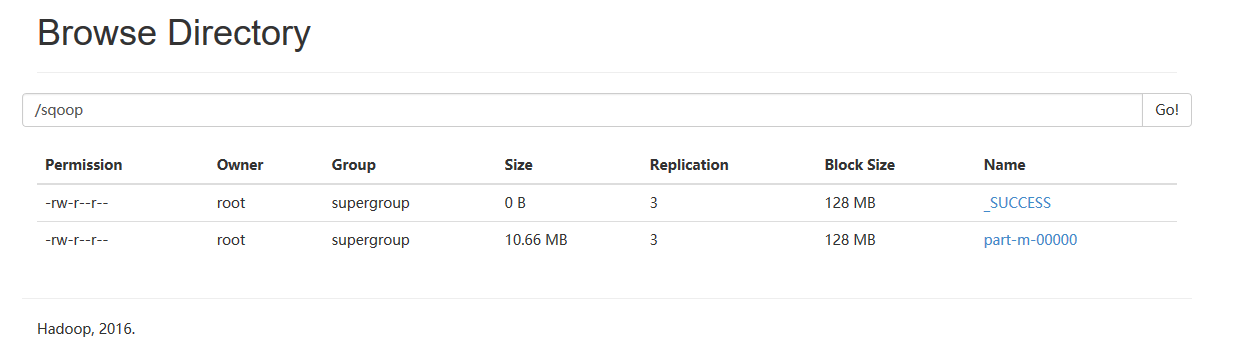 Browse Directory
/sqoop Go!
Permission Owner Group Size Replication Block Size Name
-rw-r--r-- root supergroup 0 B 3 128 MB _SUCCESS
-rw-r--r-- root supergroup 10.66 MB 3 128 MB part-m-00000
Hadoop, 2016.